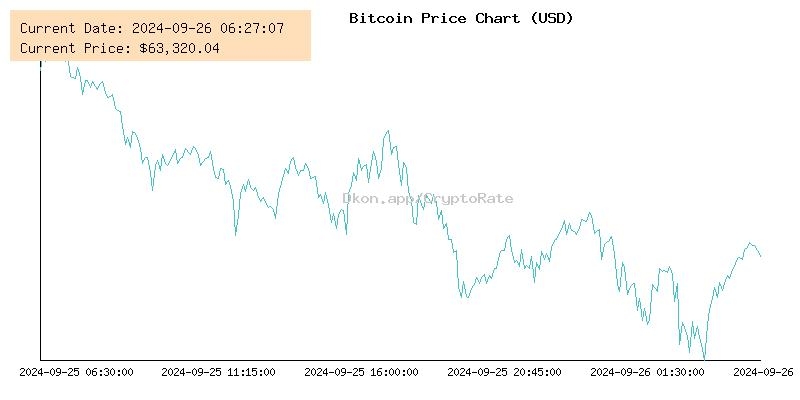 Bitcoin Price Chart (USD)
Current Date: 2024-09-26 06:27:07
Current Price: $63,320.04
Dkon.app/CryptoRate
2024-09-25 06:30:00 2024-09-25 11:15:00 2024-09-25 16:00:00 2024-09-25 20:45:00 2024-09-26 01:30:00 2024-09-26